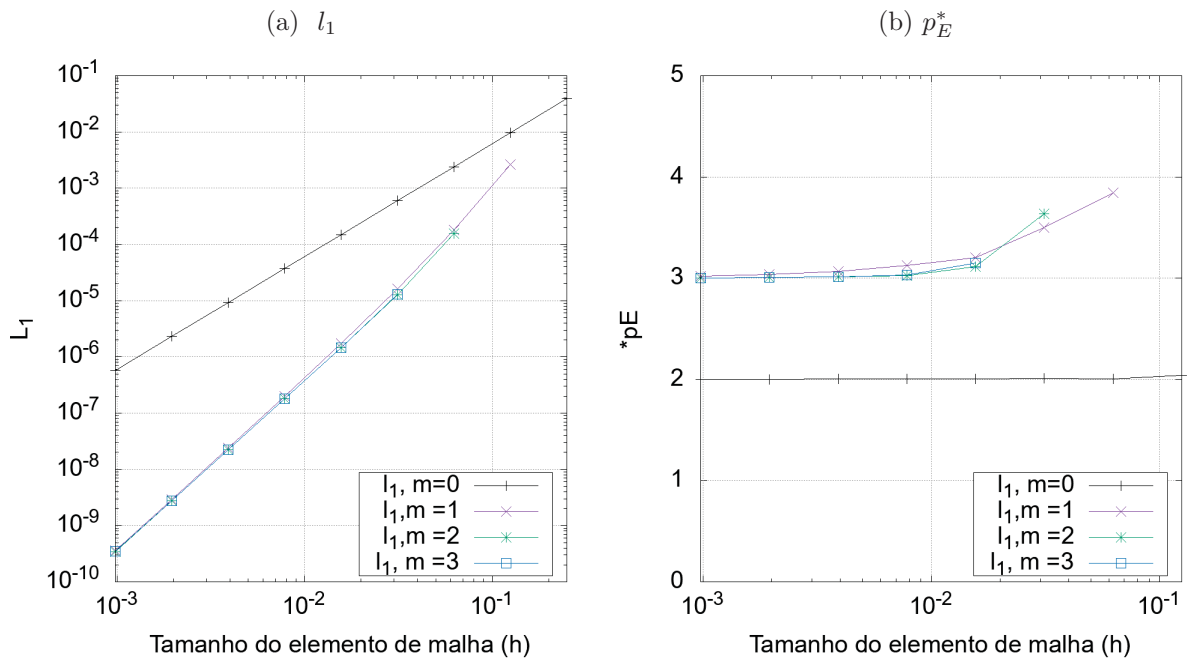 (a) l₁
10⁻¹
10⁻²
10⁻³
10⁻⁴
10⁻⁵
10⁻⁶
10⁻⁷
10⁻⁸
10⁻⁹
10⁻¹⁰
L₁
10⁻³ 10⁻² 10⁻¹
Tamanho do elemento de malha (h)
l₁, m=0
l₁,m =1
l₁,m =2
l₁, m =3
(b) p*_E
5
4
3
2
1
0
*pE
10⁻³ 10⁻² 10⁻¹
Tamanho do elemento de malha (h)
l₁, m=0
l₁,m =1
l₁,m =2
l₁, m =3